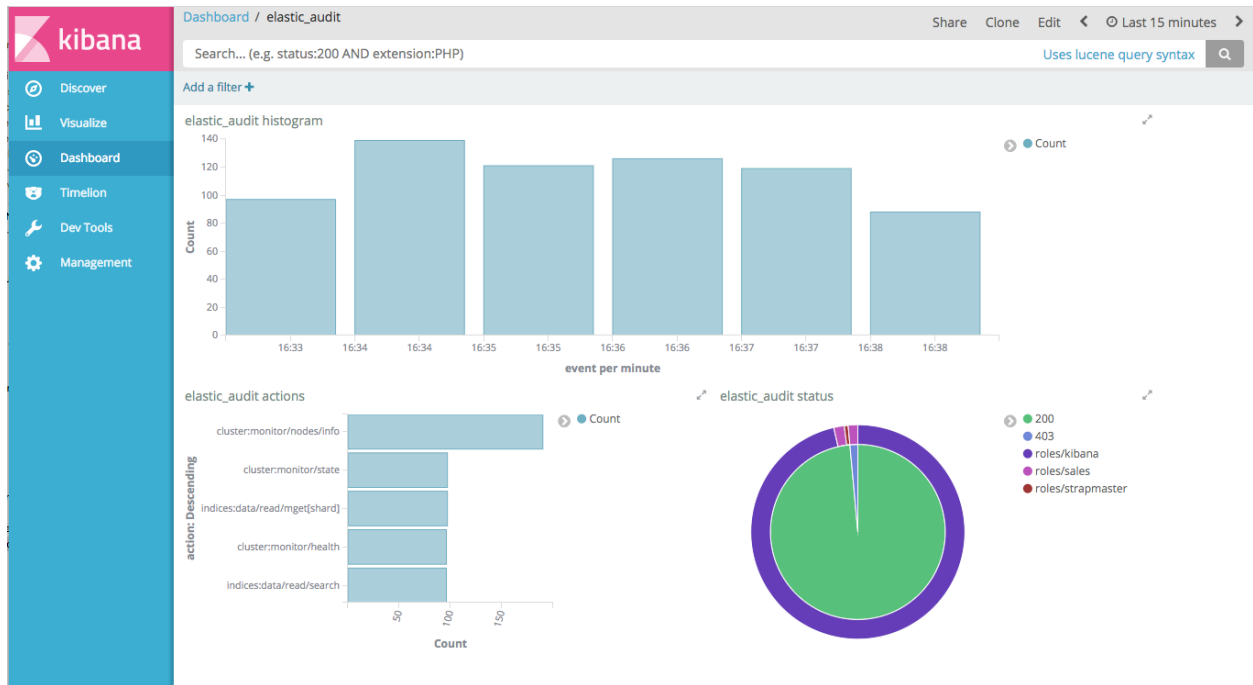 kibana
Discover
Visualize
Dashboard
Timelion
Dev Tools
Management
Dashboard / elastic_audit
Share Clone Edit Last 15 minutes
Search... (e.g. status:200 AND extension:PHP)
Uses lucene query syntax
Add a filter +
elastic_audit histogram
Count
140
120
100
80
60
40
20
0
Count
16:33 16:34 16:34 16:35 16:35 16:36 16:36 16:37 16:37 16:38 16:38
event per minute
elastic_audit actions
Count
action: Descending
cluster:monitor/nodes/info
cluster:monitor/state
indices:data/read/mget[shard]
cluster:monitor/health
indices:data/read/search
50 100 150
Count
elastic_audit status
200
403
roles/kibana
roles/sales
roles/strapmaster